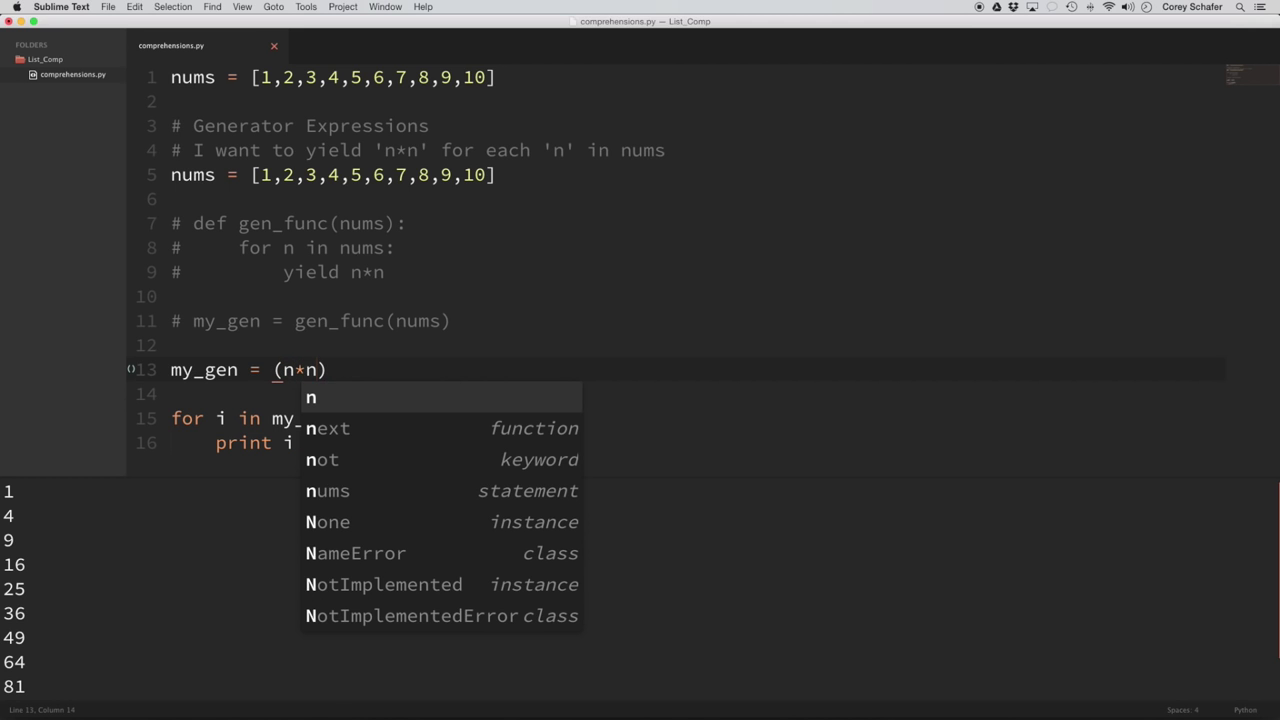 Sublime Text File Edit Selection Find View Goto Tools Project Window Help Corey Schafer
comprehensions.py — List_Comp
FOLDERS
List_Comp
comprehensions.py
comprehensions.py
1 nums = [1,2,3,4,5,6,7,8,9,10]
2
3 # Generator Expressions
4 # I want to yield 'n*n' for each 'n' in nums
5 nums = [1,2,3,4,5,6,7,8,9,10]
6
7 # def gen_func(nums):
8 #     for n in nums:
9 #         yield n*n
10
11 # my_gen = gen_func(nums)
12
13 my_gen = (n*n)
14
15 for i in my_
16     print i
n
next function
not keyword
nums statement
None instance
NameError class
NotImplemented instance
NotImplementedError class
1
4
9
16
25
36
49
64
81
Line 13, Column 14 Spaces: 4 Python